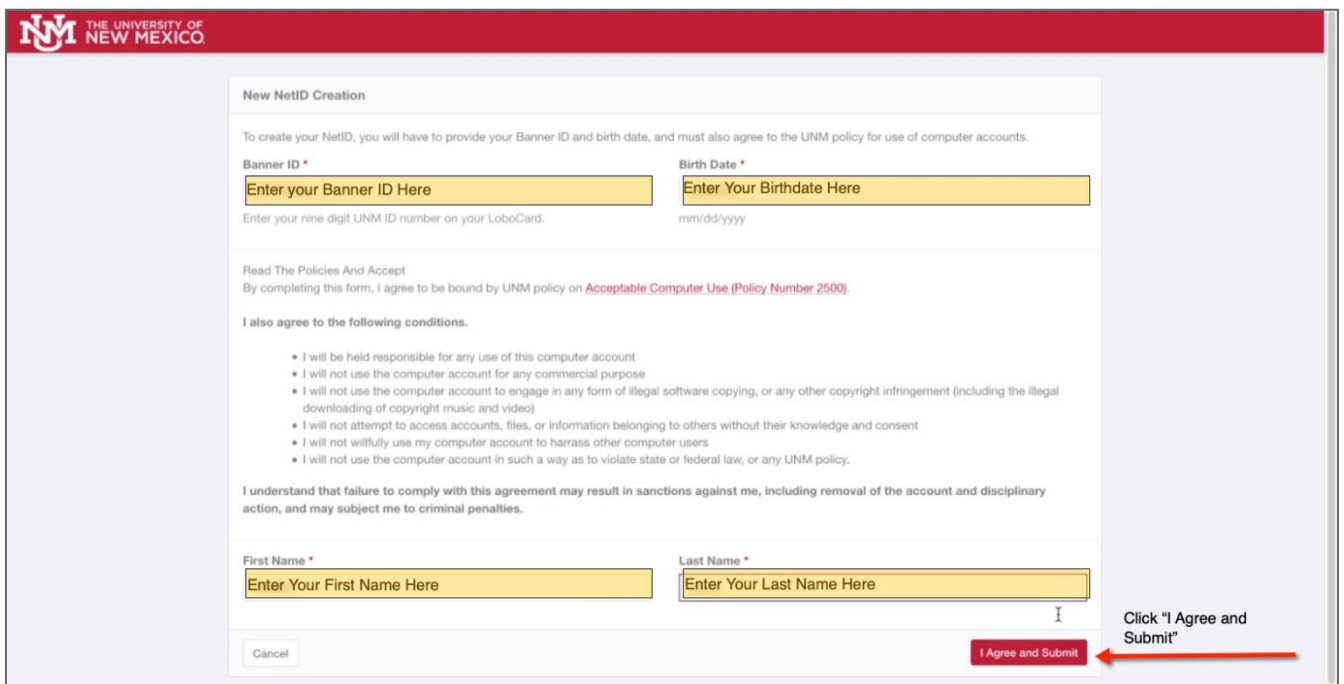 THE UNIVERSITY OF
NEW MEXICO
New NetID Creation
To create your NetID, you will have to provide your Banner ID and birth date, and must also agree to the UNM policy for use of computer accounts.
Banner ID *
Birth Date *
Enter your Banner ID Here
Enter Your Birthdate Here
Enter your nine digit UNM ID number on your LoboCard.
mm/dd/yyyy
Read The Policies And Accept
By completing this form, I agree to be bound by UNM policy on Acceptable Computer Use (Policy Number 2500).
I also agree to the following conditions.
• I will be held responsible for any use of this computer account
• I will not use the computer account for any commercial purpose
• I will not use the computer account to engage in any form of illegal software copying, or any other copyright infringement (including the illegal
downloading of copyright music and video)
• I will not attempt to access accounts, files, or information belonging to others without their knowledge and consent
• I will not willfully use my computer account to harrass other computer users
• I will not use the computer account in such a way as to violate state or federal law, or any UNM policy.
I understand that failure to comply with this agreement may result in sanctions against me, including removal of the account and disciplinary
action, and may subject me to criminal penalties.
First Name *
Last Name *
Enter Your First Name Here
Enter Your Last Name Here
Click “I Agree and
Submit”
Cancel
I Agree and Submit